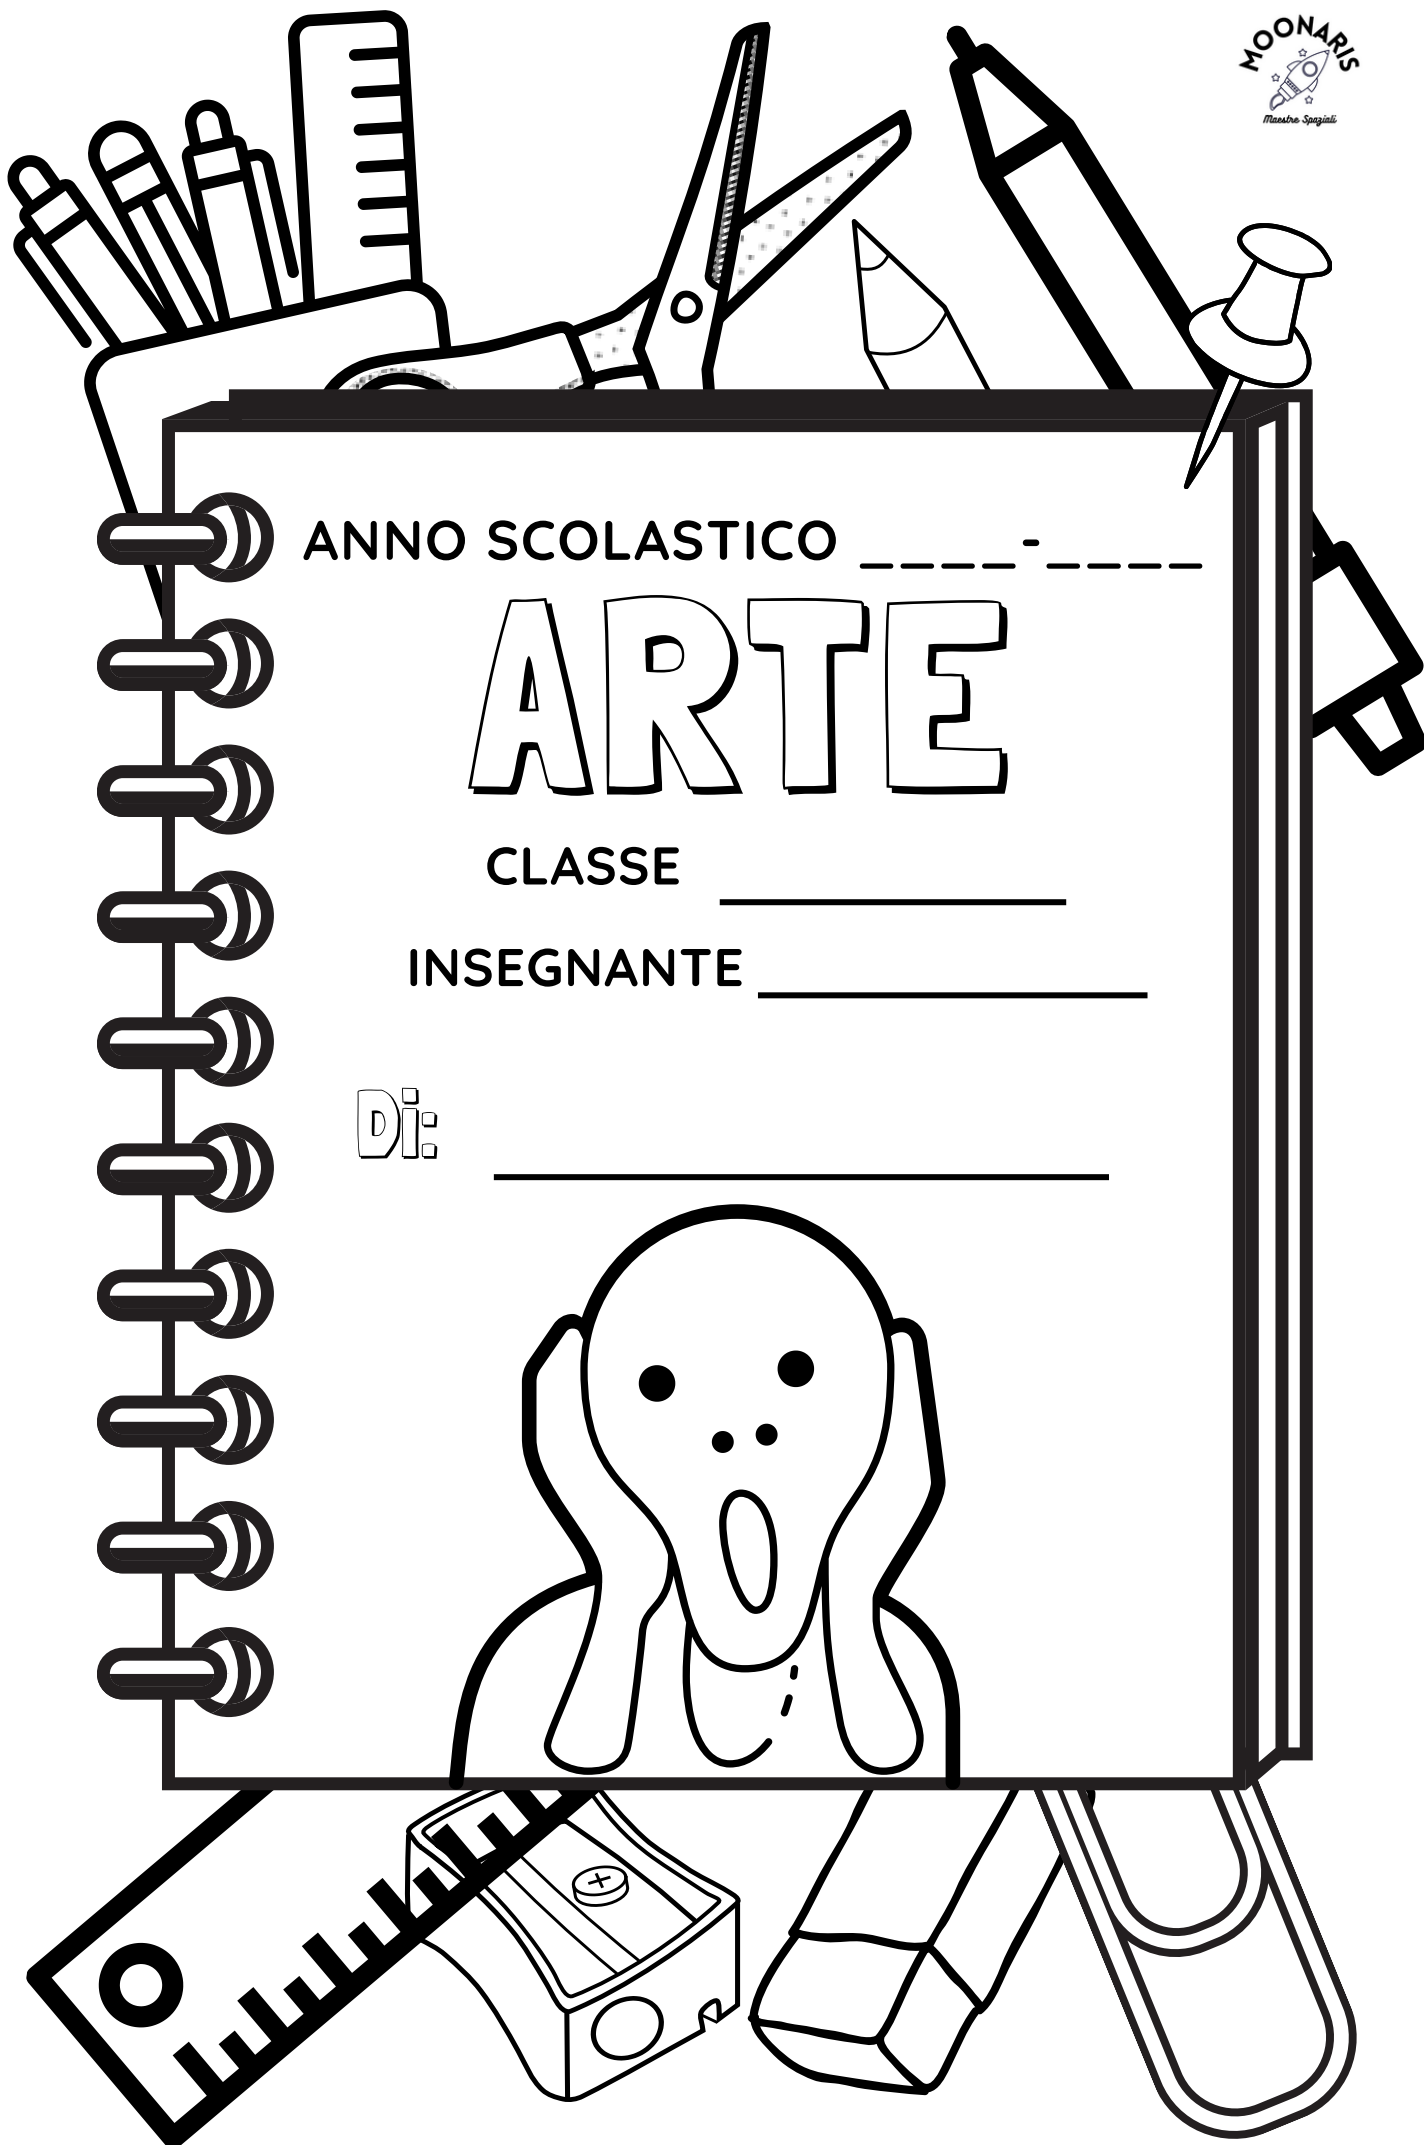 MOONARIS
Maestre Spaziali
ANNO SCOLASTICO ____-____
ARTE
CLASSE
INSEGNANTE
Di: